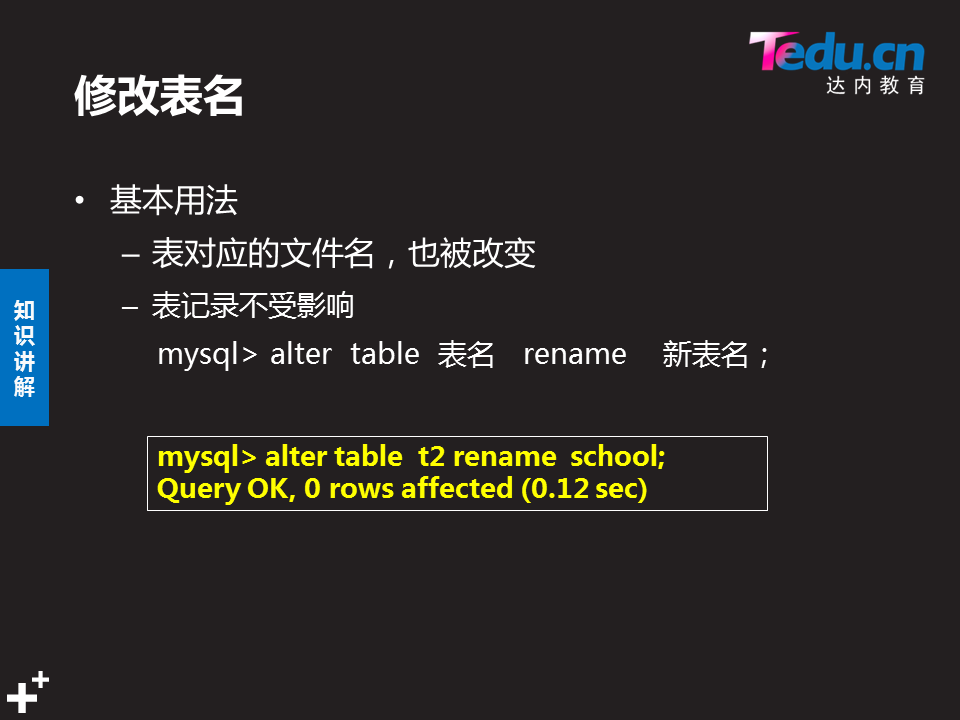 Tedu.cn
达内教育
修改表名
• 基本用法
– 表对应的文件名，也被改变
– 表记录不受影响
mysql> alter table 表名 rename 新表名；
知识讲解
mysql> alter table t2 rename school;
Query OK, 0 rows affected (0.12 sec)